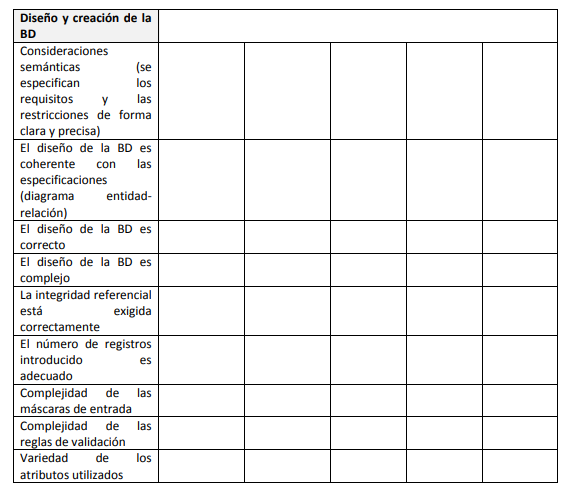 Diseño y creación de la
BD
Consideraciones
semánticas (se
especifican los
requisitos y las
restricciones de forma
clara y precisa)
El diseño de la BD es
coherente con las
especificaciones
(diagrama entidad-
relación)
El diseño de la BD es
correcto
El diseño de la BD es
complejo
La integridad referencial
está exigida
correctamente
El número de registros
introducido es
adecuado
Complejidad de las
máscaras de entrada
Complejidad de las
reglas de validación
Variedad de los
atributos utilizados